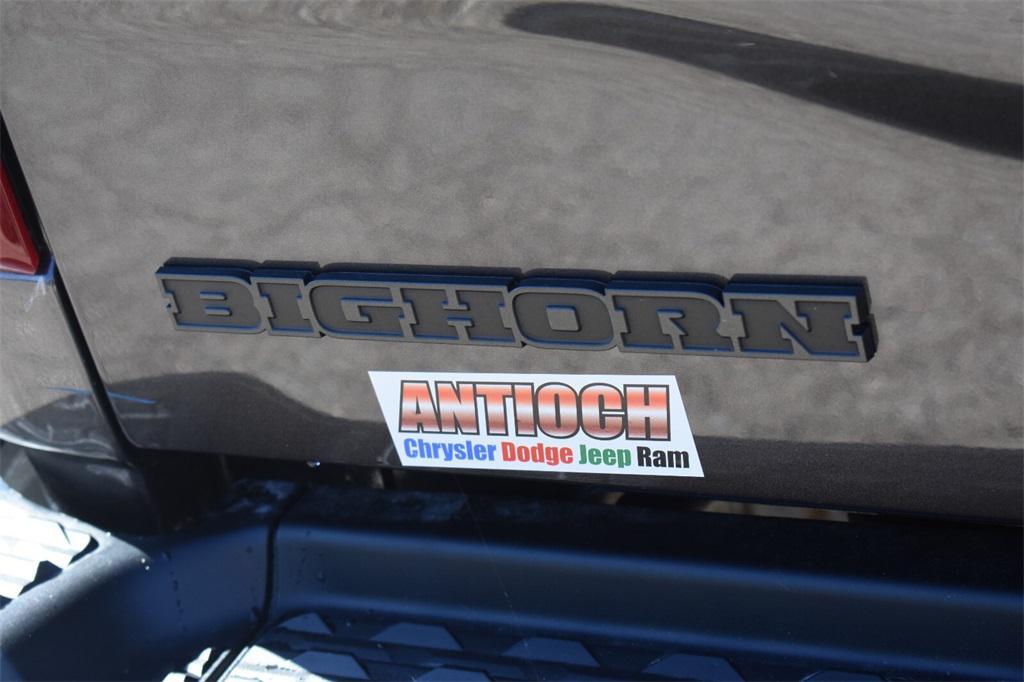 BIGHORN
ANTIOCH
Chrysler Dodge Jeep Ram